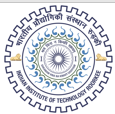 भारतीय प्रौद्योगिकी संस्थान रुड़की
INDIAN INSTITUTE OF TECHNOLOGY ROORKEE